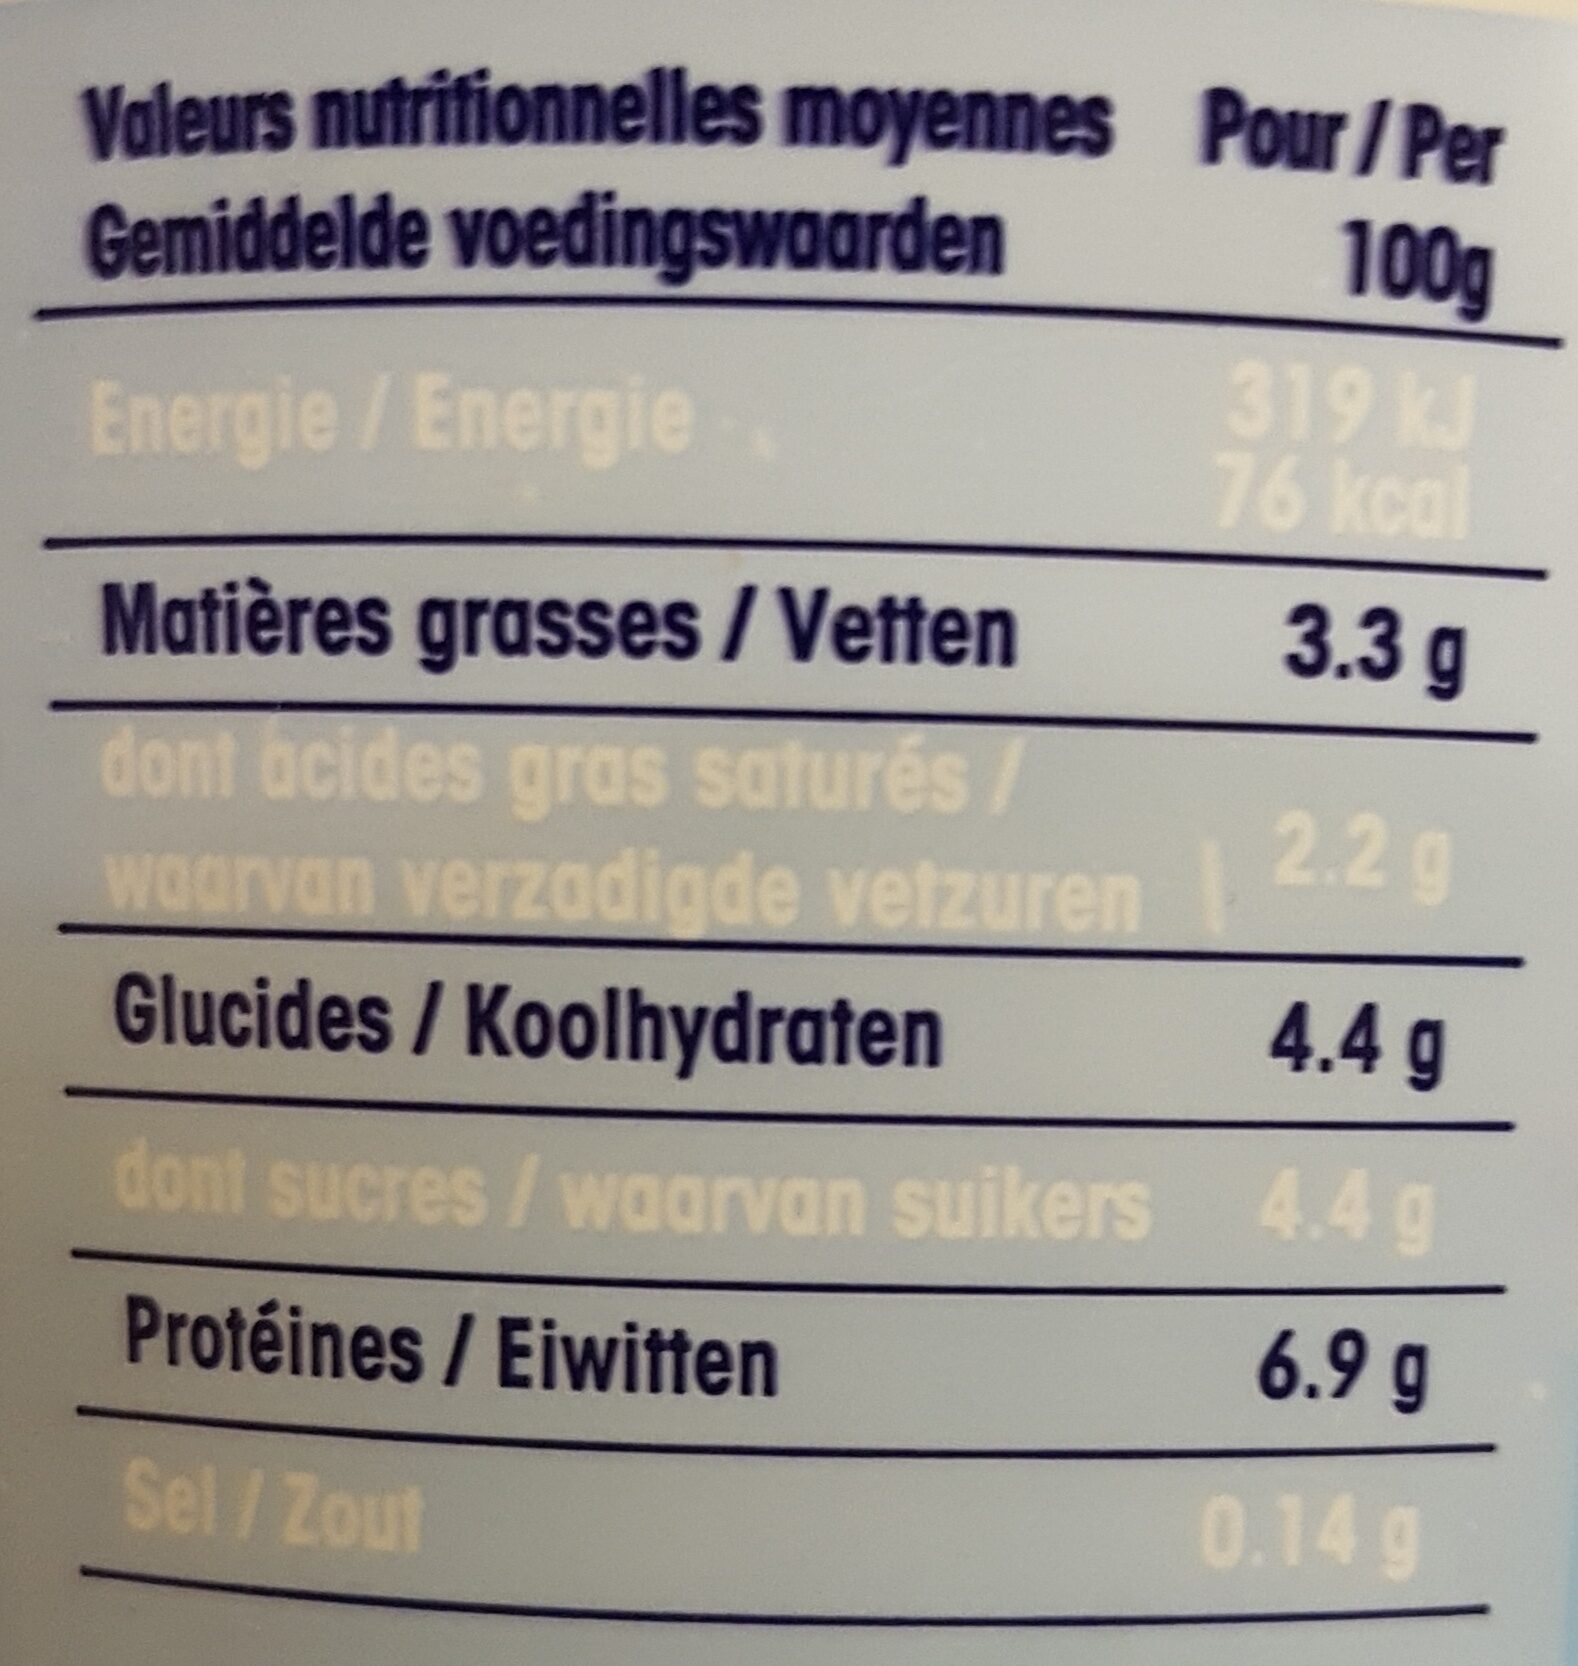 Valeurs nutritionnelles moyennes Pour / Per
Gemiddelde voedingswaarden 100g
Energie / Energie 319 kJ
76 kcal
Matières grasses / Vetten 3.3 g
dont acides gras saturés /
waarvan verzadigde vetzuren 2.2 g
Glucides / Koolhydraten 4.4 g
dont sucres / waarvan suikers 4.4 g
Protéines / Eiwitten 6.9 g
Sel / Zout 0.14 g